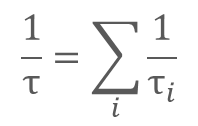 1/τ = ∑_i 1/τ_i